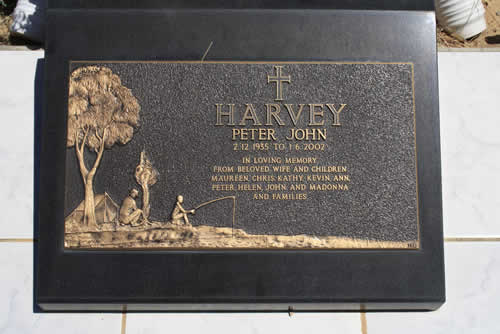 HARVEY
PETER JOHN
2.12.1935 TO 1.6.2002
IN LOVING MEMORY
FROM BELOVED WIFE AND CHILDREN
MAUREEN, CHRIS, KATHY, KEVIN, ANN,
PETER, HELEN, JOHN, AND MADONNA
AND FAMILIES